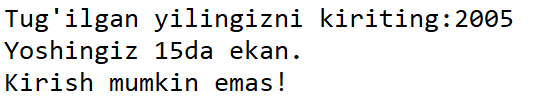 Tug'ilgan yilingizni kiriting:2005
Yoshingiz 15da ekan.
Kirish mumkin emas!